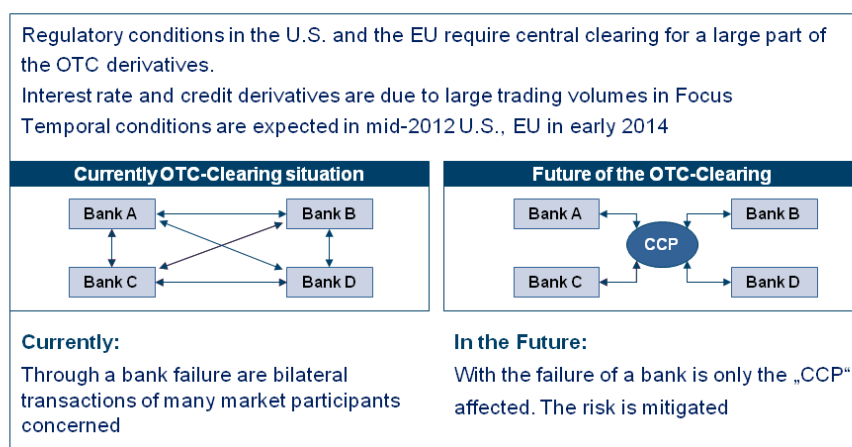 Regulatory conditions in the U.S. and the EU require central clearing for a large part of
the OTC derivatives.
Interest rate and credit derivatives are due to large trading volumes in Focus
Temporal conditions are expected in mid-2012 U.S., EU in early 2014
Currently OTC-Clearing situation
Bank A
Bank B
Bank C
Bank D
Future of the OTC-Clearing
Bank A
Bank B
CCP
Bank C
Bank D
Currently:
Through a bank failure are bilateral
transactions of many market participants
concerned
In the Future:
With the failure of a bank is only the „CCP“
affected. The risk is mitigated